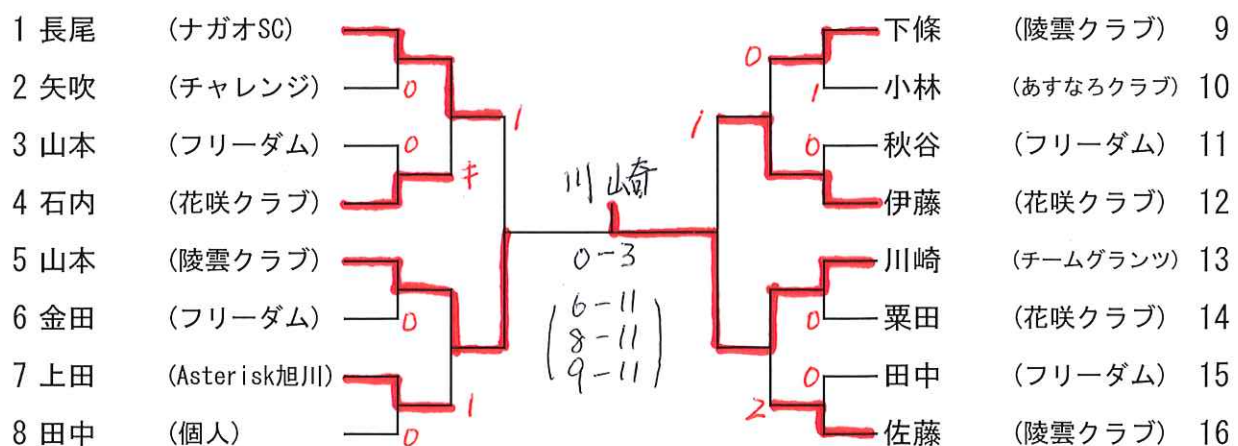 1 長尾 (ナガオSC)
2 矢吹 (チャレンジ) 0
3 山本 (フリーダム) 0
4 石内 (花咲クラブ) キ
1
5 山本 (陵雲クラブ)
6 金田 (フリーダム) 0
7 上田 (Asterisk旭川) 1
8 田中 (個人) 0
川崎
0-3
6-11
8-11
9-11
0 下條 (陵雲クラブ) 9
1 小林 (あすなろクラブ) 10
1
0 秋谷 (フリーダム) 11
伊藤 (花咲クラブ) 12
川崎 (チームグランツ) 13
0 粟田 (花咲クラブ) 14
0 田中 (フリーダム) 15
2 佐藤 (陵雲クラブ) 16